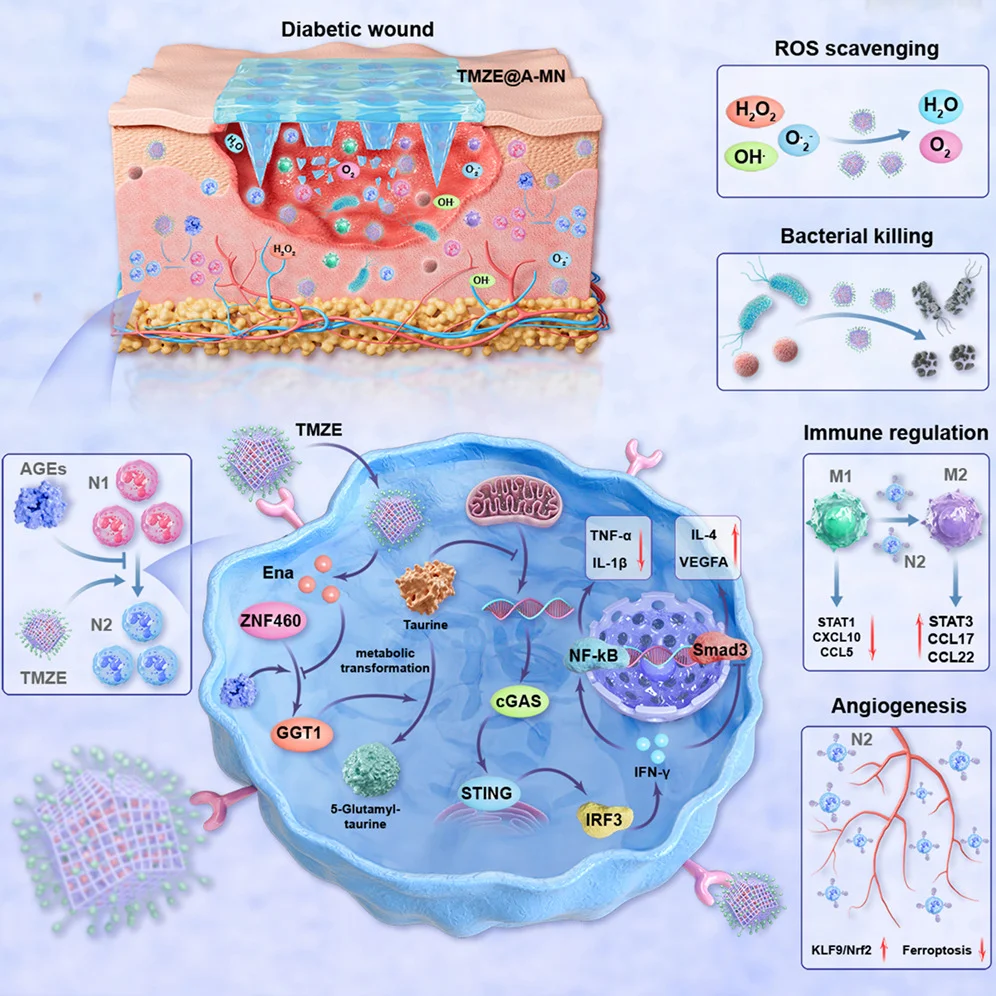 Diabetic wound
TMZE@A-MN
H₂O
O₂
O₂⁻
OH·
H₂O₂
O₂⁻
OH·
ROS scavenging
H₂O₂
O₂·⁻
OH·
H₂O
O₂
Bacterial killing
Immune regulation
M1
M2
N2
STAT1
CXCL10
CCL5
STAT3
CCL17
CCL22
Angiogenesis
N2
KLF9/Nrf2
Ferroptosis
AGEs
N1
N2
TMZE
TMZE
Ena
ZNF460
GGT1
Taurine
metabolic
transformation
5-Glutamyl-
taurine
cGAS
STING
IRF3
IFN-γ
NF-kB
Smad3
TNF-α
IL-1β
IL-4
VEGFA